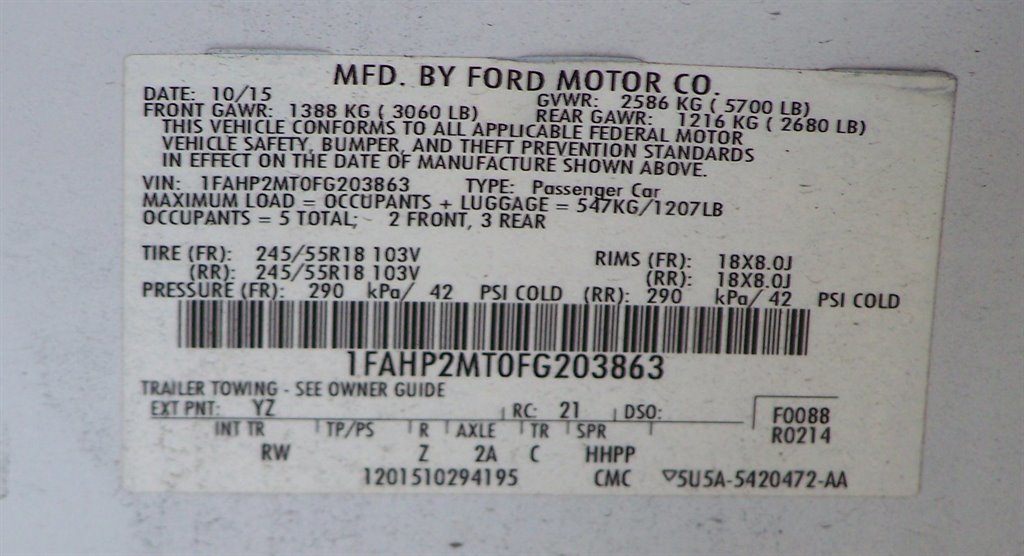 MFD. BY FORD MOTOR CO.
DATE: 10/15 GVWR: 2586 KG ( 5700 LB)
FRONT GAWR: 1388 KG ( 3060 LB) REAR GAWR: 1216 KG ( 2680 LB)
THIS VEHICLE CONFORMS TO ALL APPLICABLE FEDERAL MOTOR
VEHICLE SAFETY, BUMPER, AND THEFT PREVENTION STANDARDS
IN EFFECT ON THE DATE OF MANUFACTURE SHOWN ABOVE.
VIN: 1FAHP2MT0FG203863 TYPE: Passenger Car
MAXIMUM LOAD = OCCUPANTS + LUGGAGE = 547KG/1207LB
OCCUPANTS = 5 TOTAL; 2 FRONT, 3 REAR
TIRE (FR): 245/55R18 103V RIMS (FR): 18X8.0J
(RR): 245/55R18 103V (RR): 18X8.0J
PRESSURE (FR): 290 kPa/ 42 PSI COLD (RR): 290 kPa/ 42 PSI COLD
1FAHP2MT0FG203863
TRAILER TOWING - SEE OWNER GUIDE
EXT PNT: YZ RC: 21 DSO: F0088
INT TR TP/PS R AXLE TR SPR R0214
RW Z 2A C HHPP
1201510294195 CMC ▽5U5A-5420472-AA